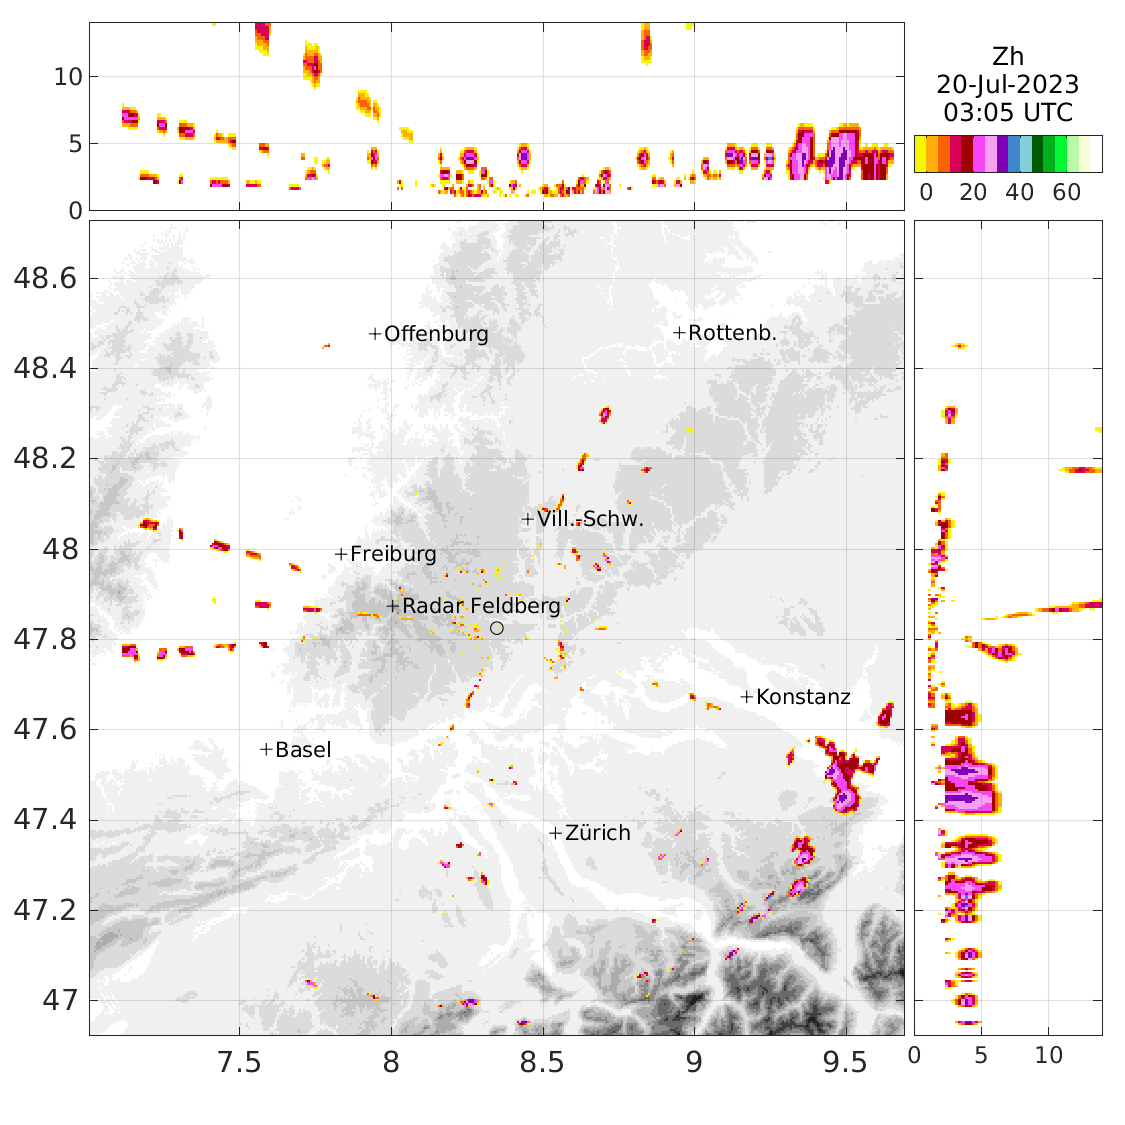 10
5
0
Zh
20-Jul-2023
03:05 UTC
0 20 40 60
48.6
48.4
48.2
48
47.8
47.6
47.4
47.2
47
+Offenburg
+Rottenb.
+Vill.-Schw.
+Freiburg
+Radar Feldberg
+Konstanz
+Basel
+Zürich
7.5 8 8.5 9 9.5
0 5 10